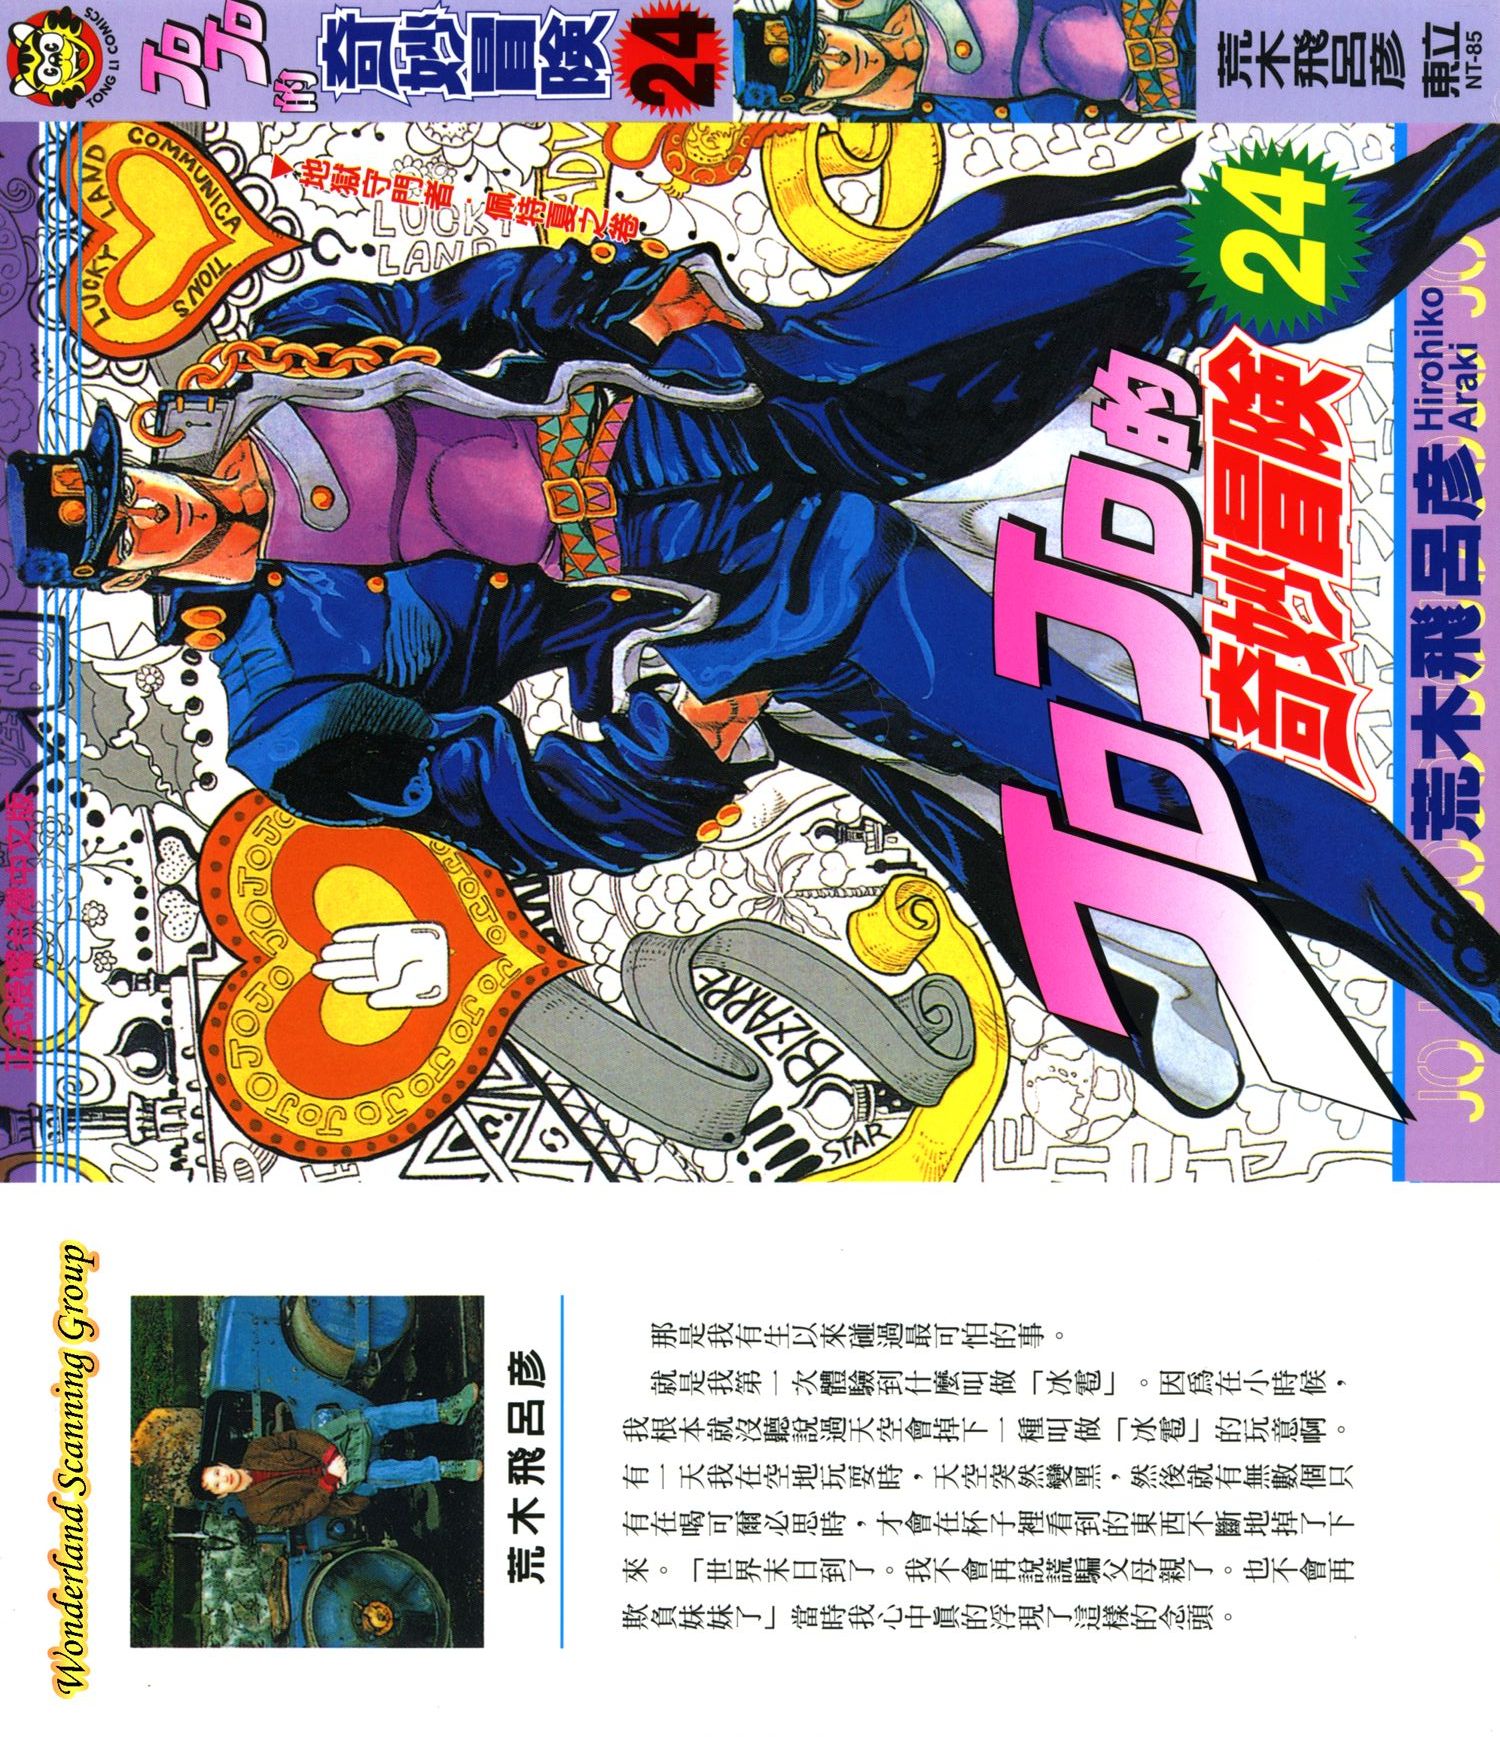 TONG LI COMICS
JOJO的
奇妙冒険
24
荒木飛呂彦
東立
NT-85
LUCKY LAND COMMUNICATIONS
▼地獄守門者‧佩特夏之卷
LUCKY
LAND
?
ADV
24
JOJO的
奇妙冒険
Hirohiko
Araki
荒木飛呂彦
正式授權台灣中文版
JOJOJOJOJOJOJOJOJOJOJO
BIZARRE
STAR
Wonderland Scanning Group
荒木飛呂彦
那是我有生以來碰過最可怕的事。
就是我第一次體驗到什麼叫做「冰雹」。因爲在小時候，
我根本就沒聽說過天空會掉下一種叫做「冰雹」的玩意啊。
有一天我在空地玩耍時，天空突然變黑，然後就有無數個只
有在喝可爾必思時，才會在杯子裡看到的東西不斷地掉了下
來。「世界末日到了。我不會再說謊騙父母親了。也不會再
欺負妹妹了」當時我心中眞的浮現了這樣的念頭。